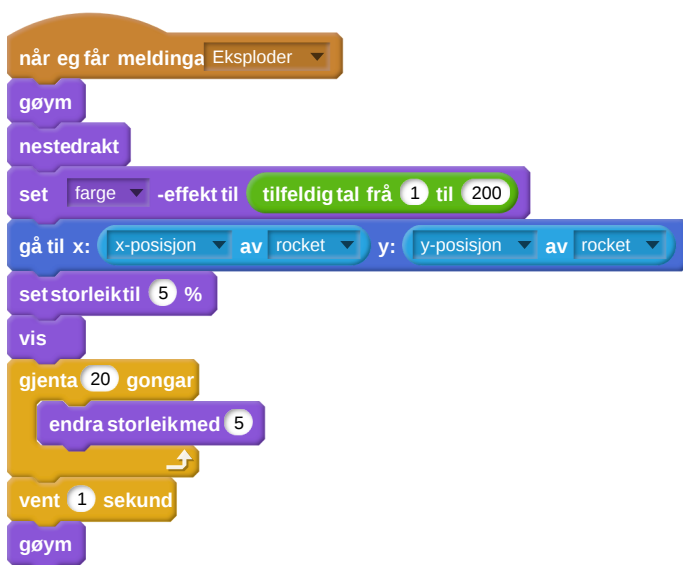 når eg får meldinga Eksploder
gøym
nestedrakt
set farge -effekt til tilfeldig tal frå 1 til 200
gå til x: x-posisjon av rocket y: y-posisjon av rocket
set storleik til 5 %
vis
gjenta 20 gongar
endra storleik med 5
vent 1 sekund
gøym